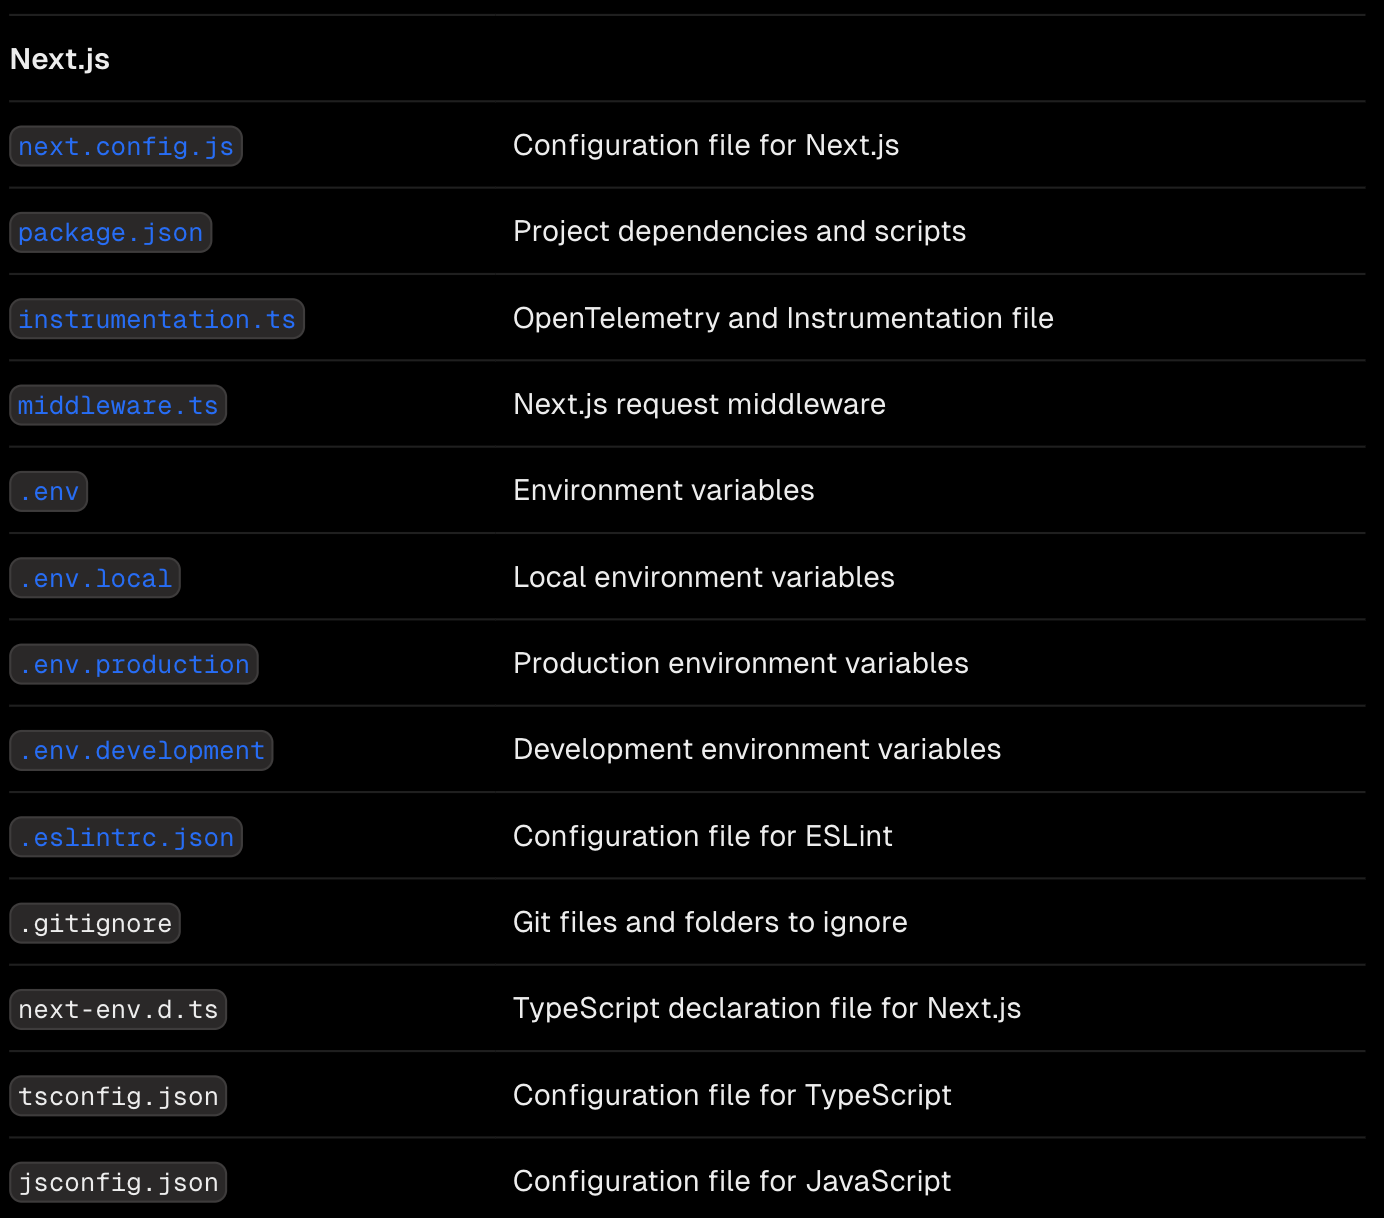 Next.js
next.config.js Configuration file for Next.js
package.json Project dependencies and scripts
instrumentation.ts OpenTelemetry and Instrumentation file
middleware.ts Next.js request middleware
.env Environment variables
.env.local Local environment variables
.env.production Production environment variables
.env.development Development environment variables
.eslintrc.json Configuration file for ESLint
.gitignore Git files and folders to ignore
next-env.d.ts TypeScript declaration file for Next.js
tsconfig.json Configuration file for TypeScript
jsconfig.json Configuration file for JavaScript